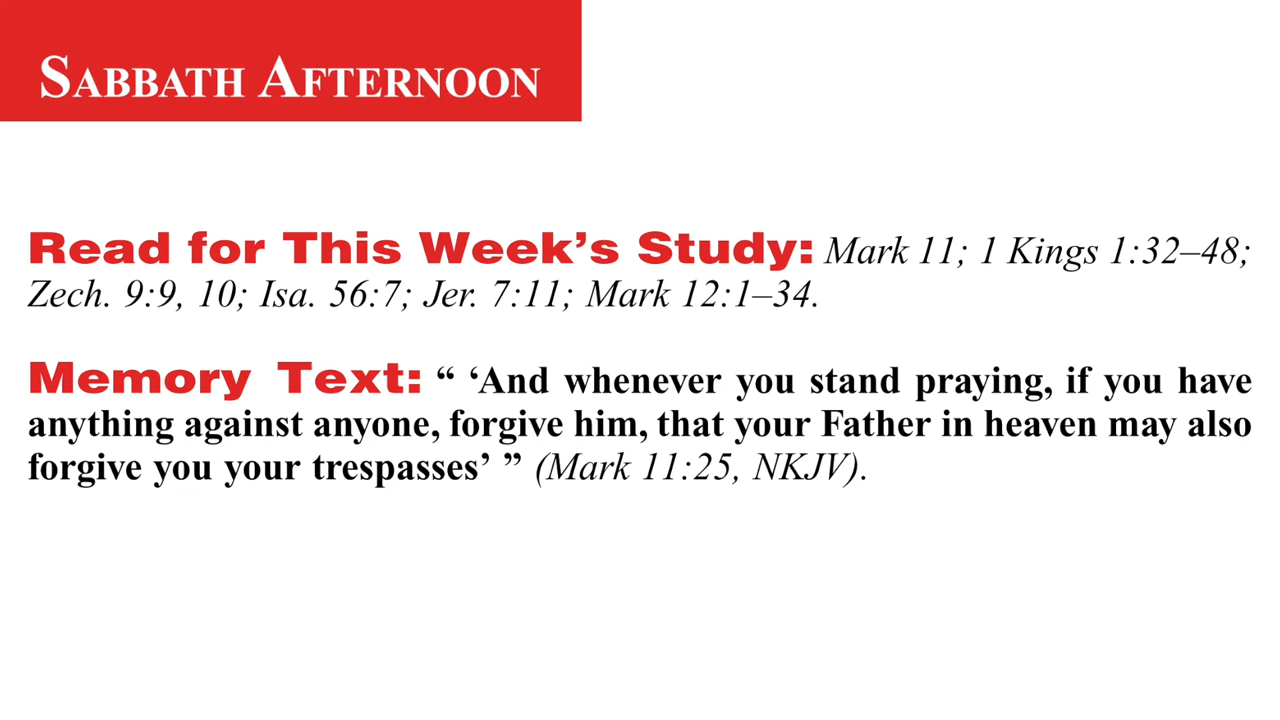 SABBATH AFTERNOON
Read for This Week’s Study: Mark 11; 1 Kings 1:32–48;
Zech. 9:9, 10; Isa. 56:7; Jer. 7:11; Mark 12:1–34.
Memory Text: “ ‘And whenever you stand praying, if you have
anything against anyone, forgive him, that your Father in heaven may also
forgive you your trespasses’ ” (Mark 11:25, NKJV).